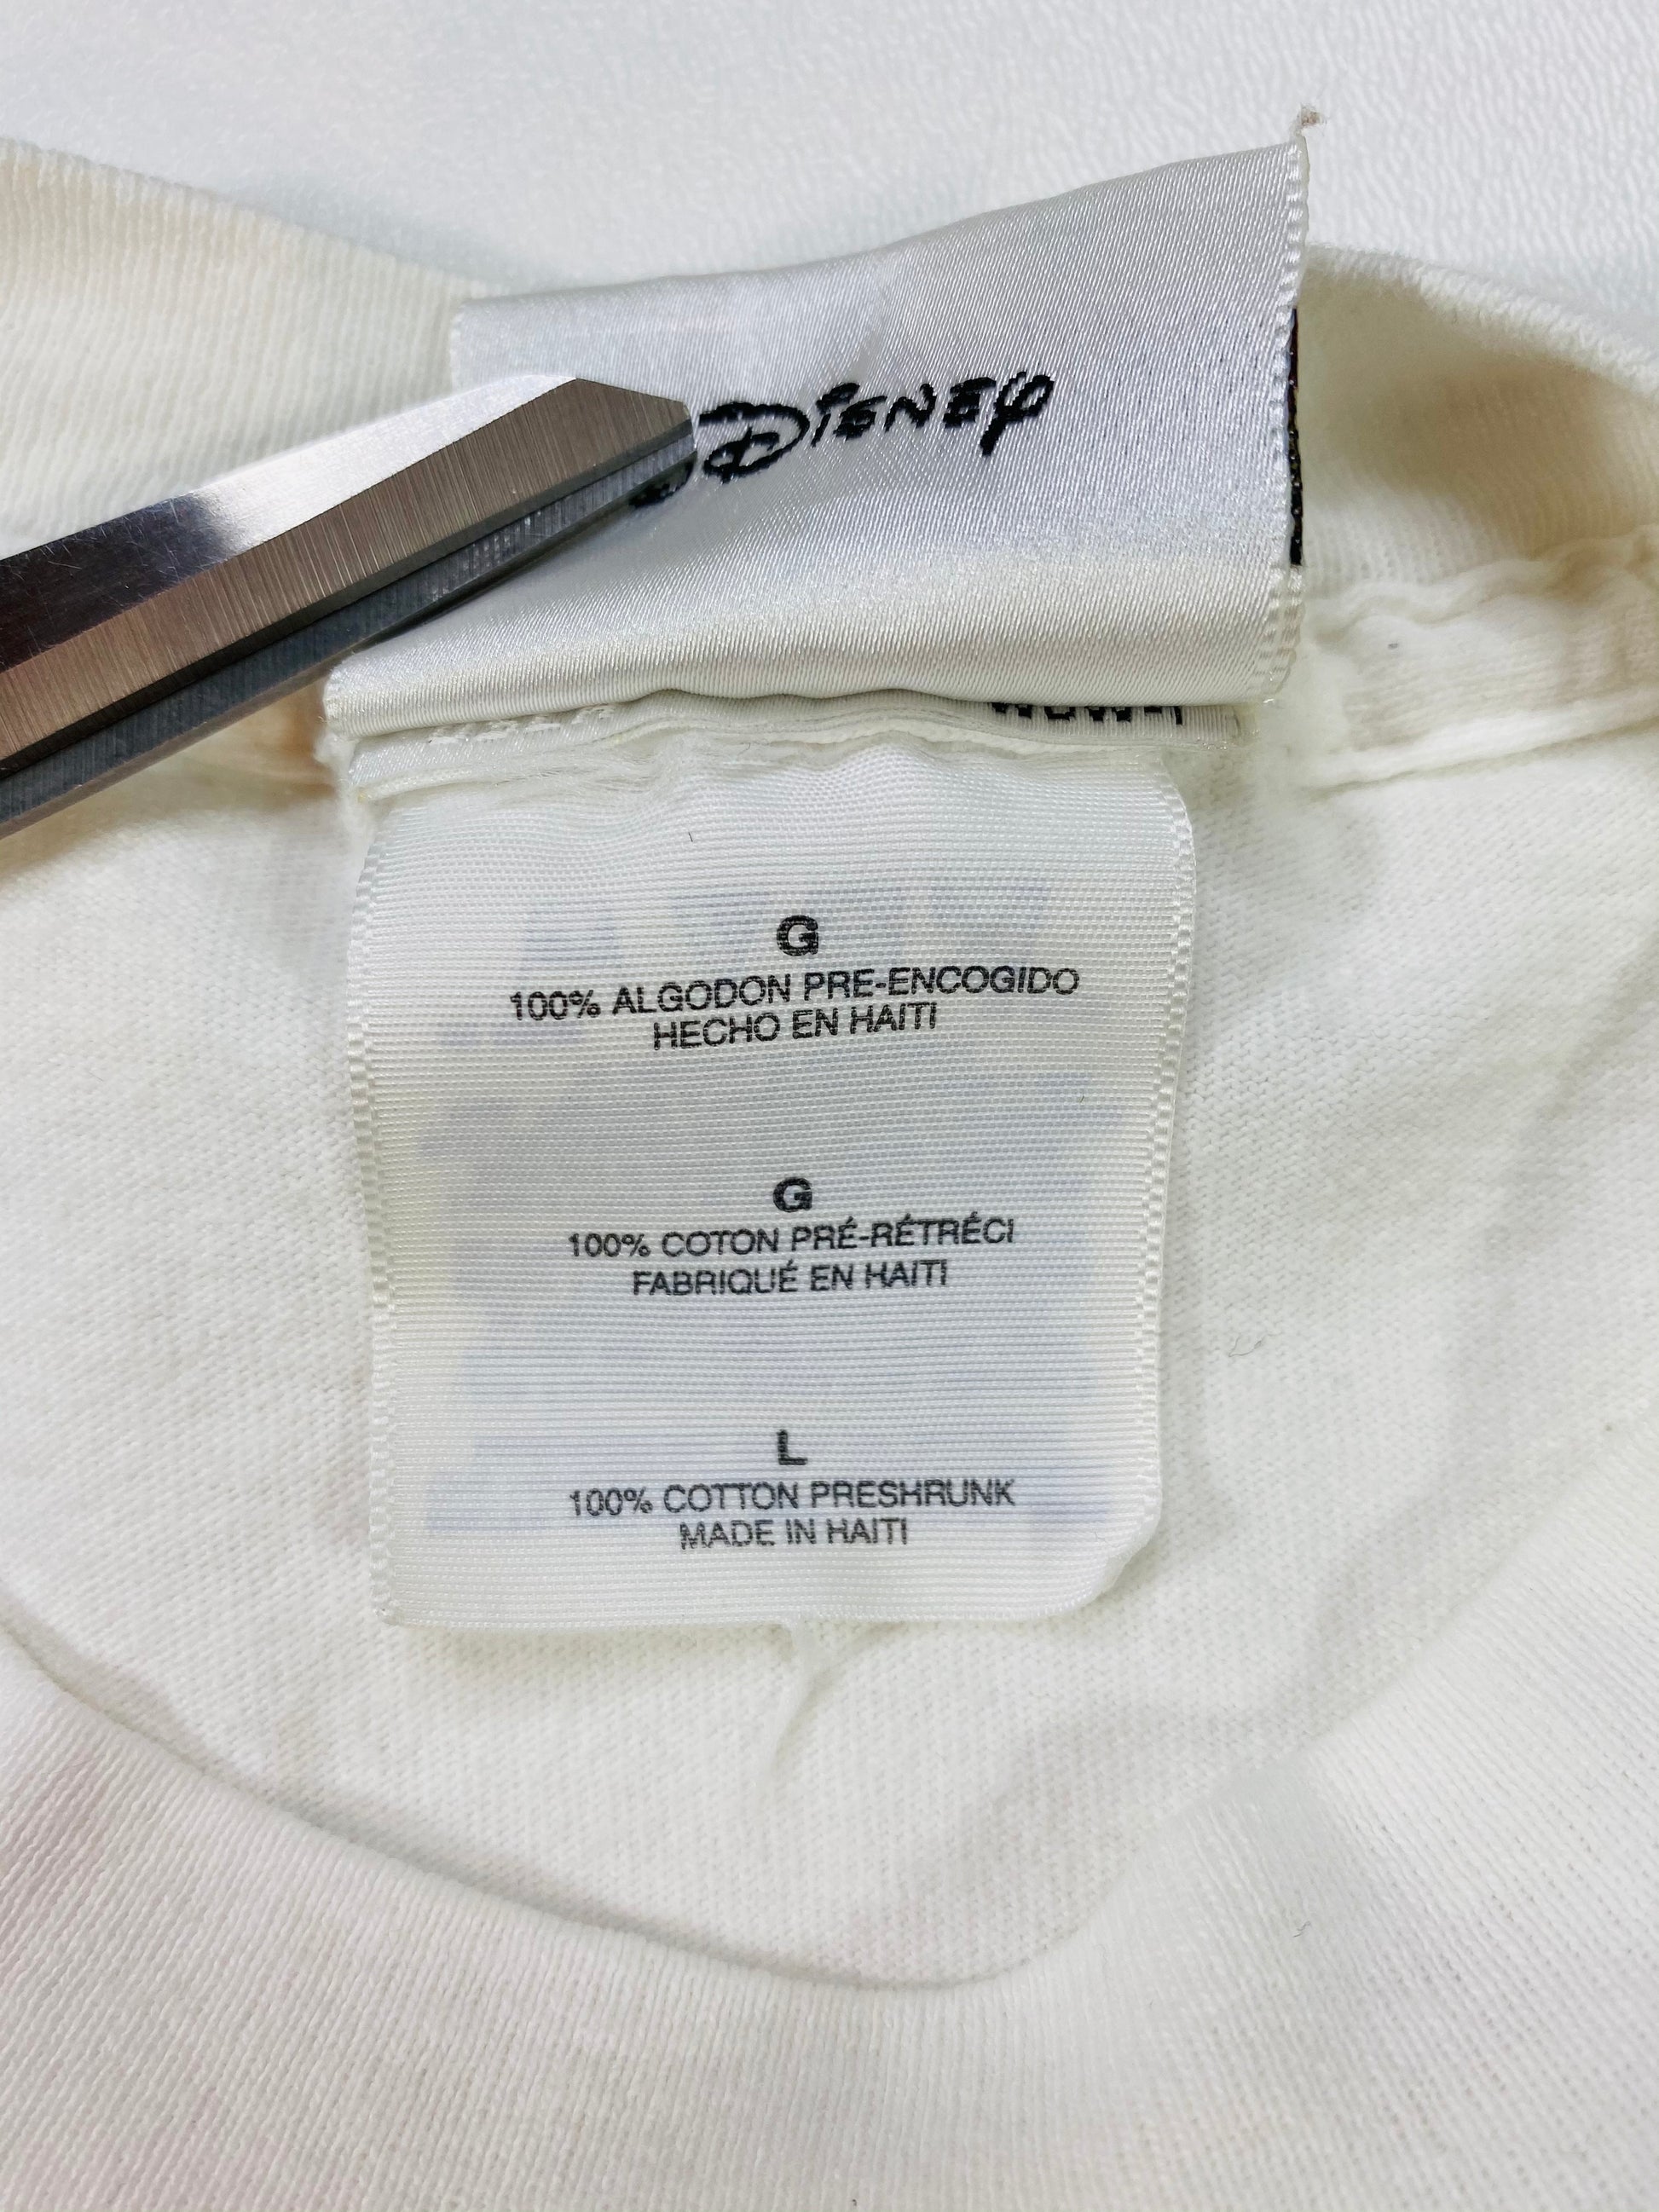 DISNEY
G
100% ALGODON PRE-ENCOGIDO
HECHO EN HAITI
G
100% COTON PRÉ-RÉTRÉCI
FABRIQUÉ EN HAITI
L
100% COTTON PRESHRUNK
MADE IN HAITI